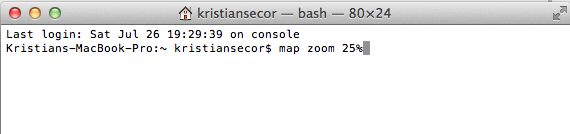 kristiansecor — bash — 80×24
Last login: Sat Jul 26 19:29:39 on console
Kristians-MacBook-Pro:~ kristiansecor$ map zoom 25%